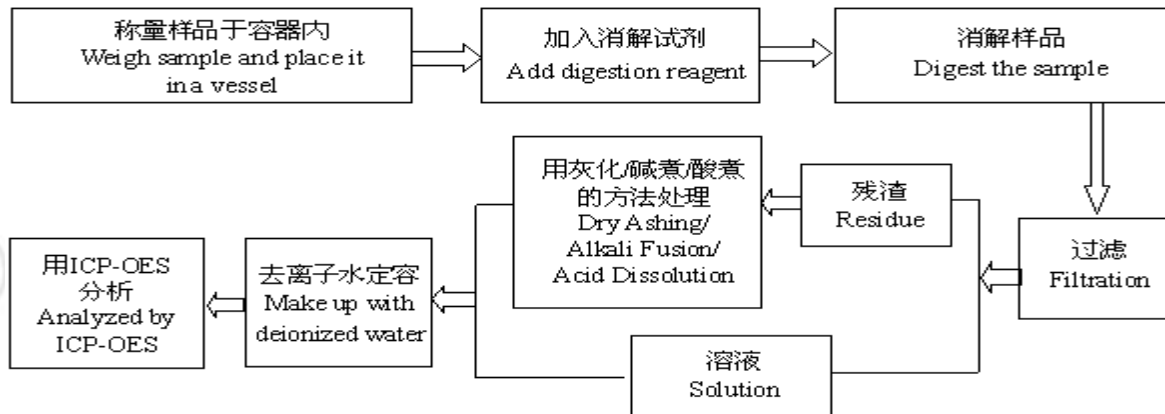 称量样品于容器内
Weigh sample and place it
in a vessel
加入消解试剂
Add digestion reagent
消解样品
Digest the sample
过滤
Filtration
残渣
Residue
用灰化/碱煮/酸煮
的方法处理
Dry Ashing/
Alkali Fusion/
Acid Dissolution
溶液
Solution
去离子水定容
Make up with
deionized water
用ICP-OES
分析
Analyzed by
ICP-OES